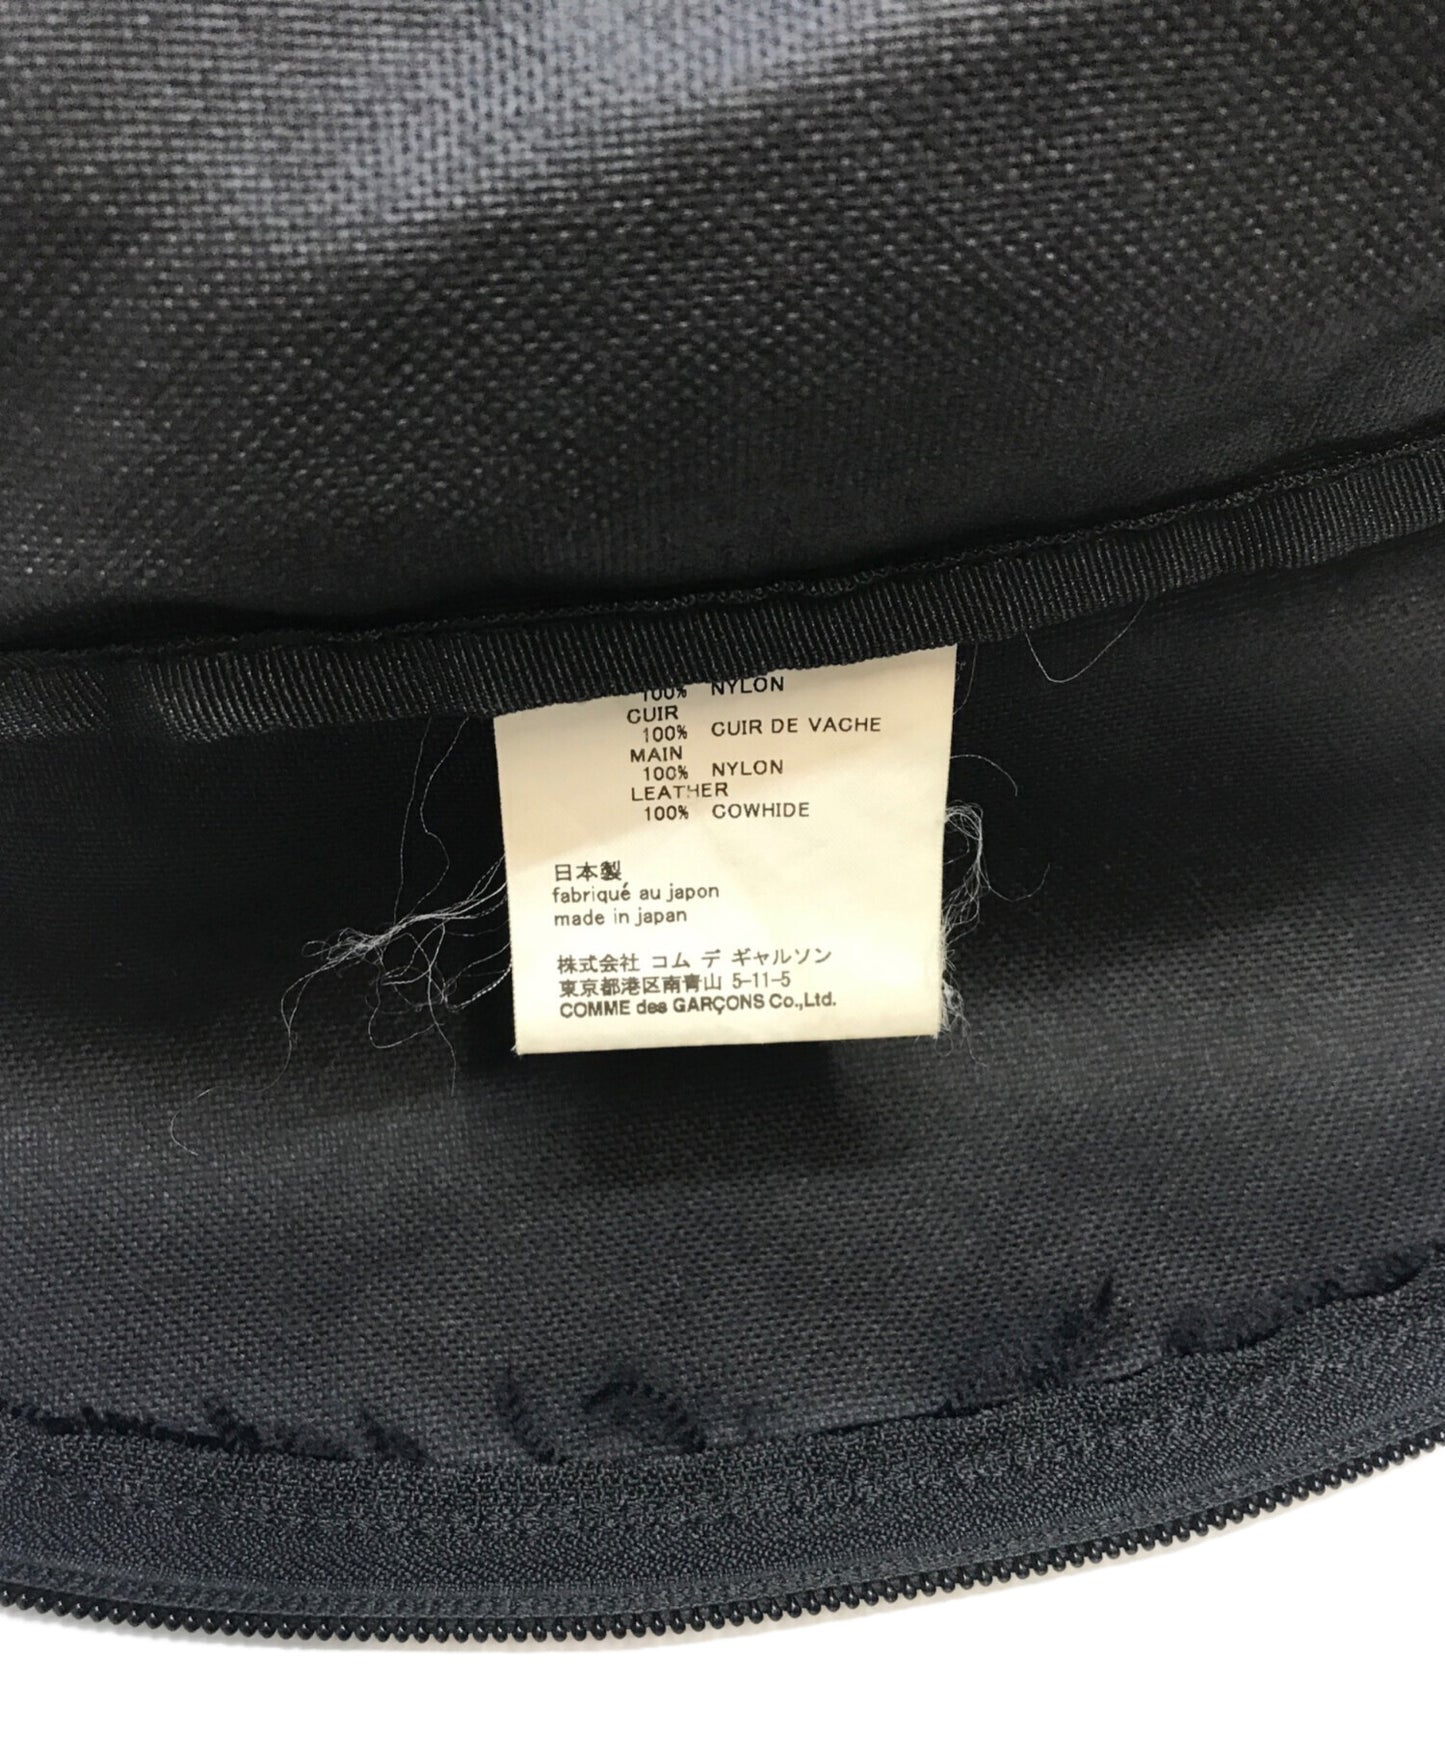 100% NYLON
CUIR
100% CUIR DE VACHE
MAIN
100% NYLON
LEATHER
100% COWHIDE
日本製
fabriqué au japon
made in japan
株式会社 コム デ ギャルソン
東京都港区南青山 5-11-5
COMME des GARÇONS Co.,Ltd.